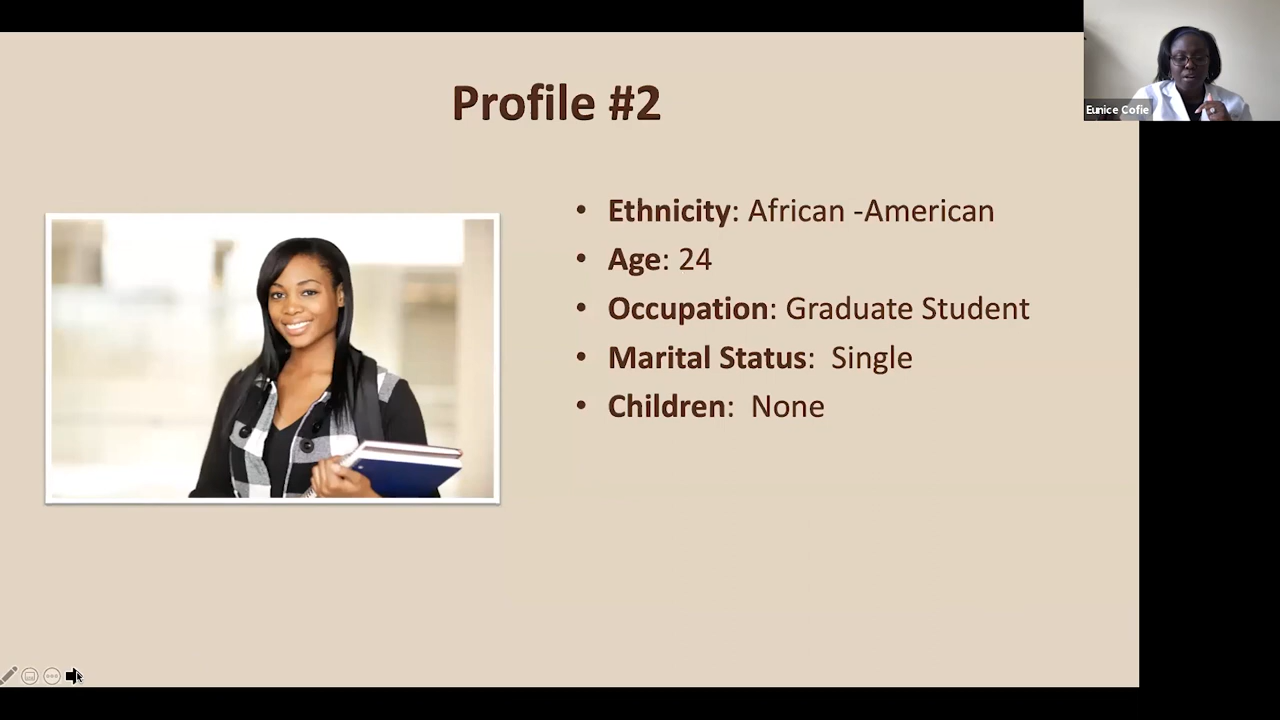 Profile #2
Eunice Cofie
• Ethnicity: African -American
• Age: 24
• Occupation: Graduate Student
• Marital Status:  Single
• Children:  None